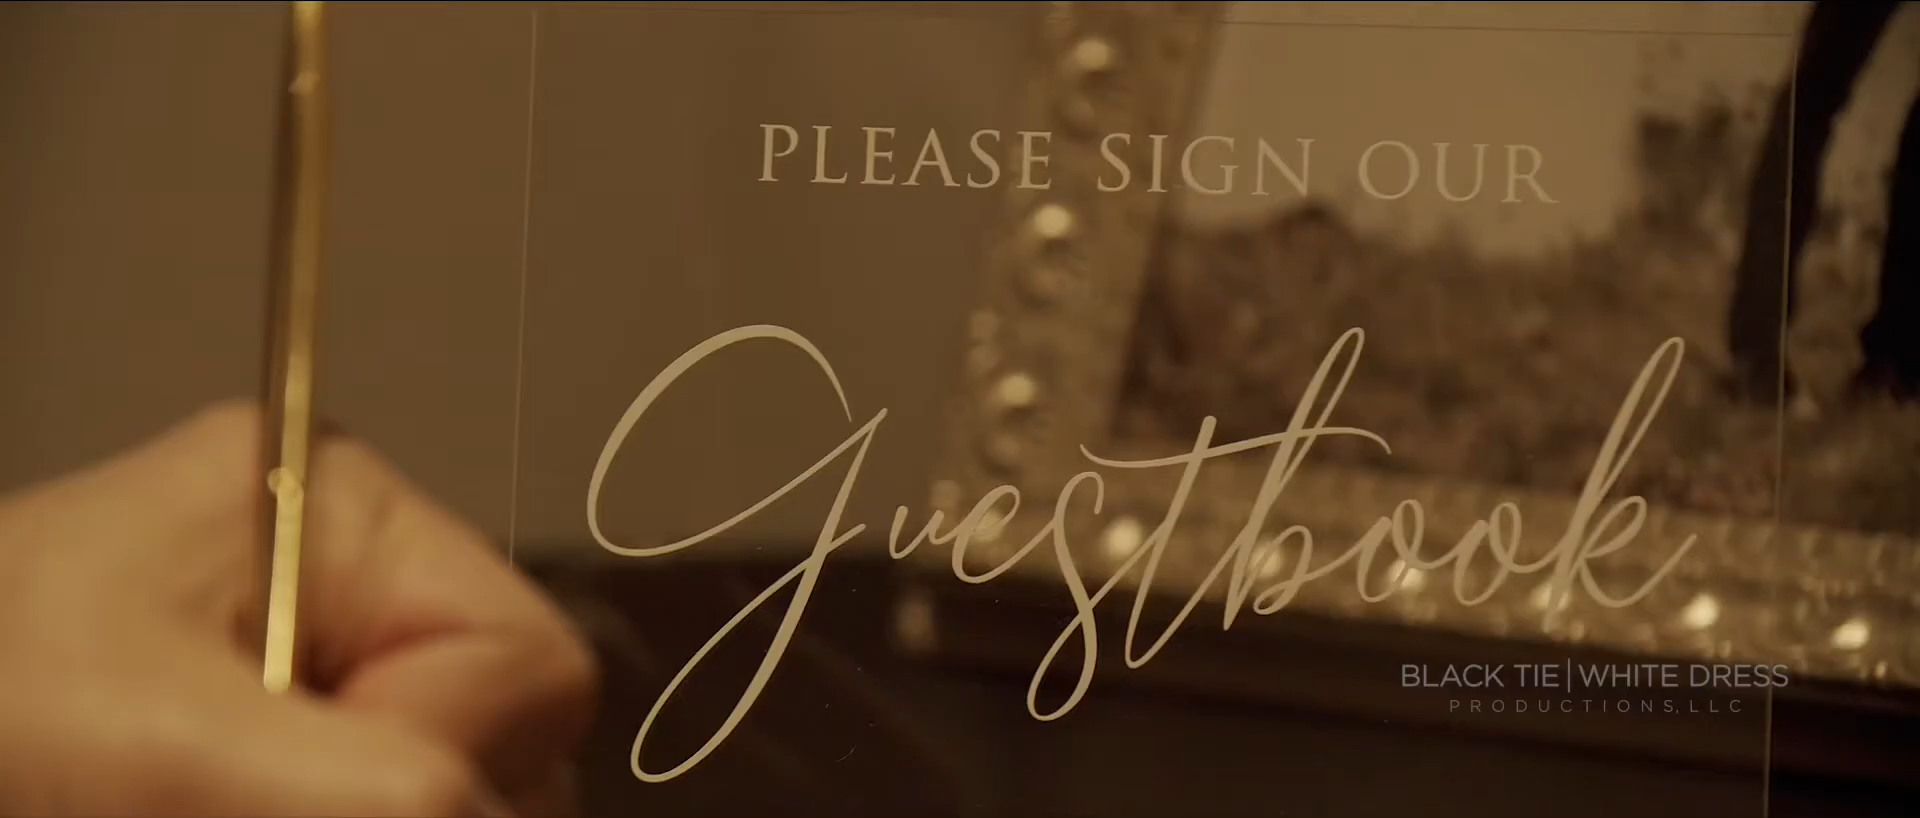 PLEASE SIGN OUR
Guestbook
BLACK TIE|WHITE DRESS
PRODUCTIONS, LLC